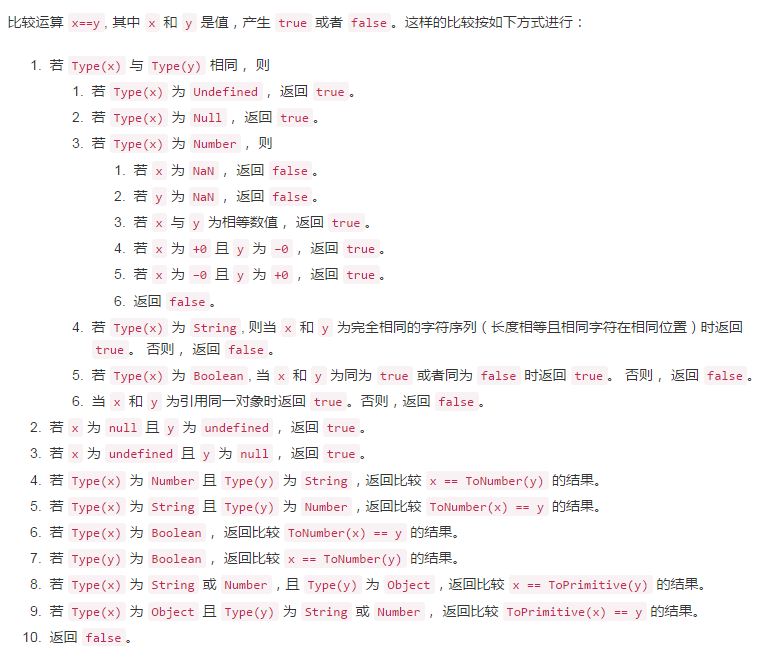 比较运算 x==y, 其中 x 和 y 是值，产生 true 或者 false 。这样的比较按如下方式进行：
1. 若 Type(x) 与 Type(y) 相同， 则
1. 若 Type(x) 为 Undefined ， 返回 true 。
2. 若 Type(x) 为 Null ， 返回 true 。
3. 若 Type(x) 为 Number ， 则
1. 若 x 为 NaN ， 返回 false 。
2. 若 y 为 NaN ， 返回 false 。
3. 若 x 与 y 为相等数值， 返回 true 。
4. 若 x 为 +0 且 y 为 −0 ， 返回 true 。
5. 若 x 为 −0 且 y 为 +0 ， 返回 true 。
6. 返回 false 。
4. 若 Type(x) 为 String , 则当 x 和 y 为完全相同的字符序列（长度相等且相同字符在相同位置）时返回
true 。 否则， 返回 false 。
5. 若 Type(x) 为 Boolean , 当 x 和 y 为同为 true 或者同为 false 时返回 true 。 否则， 返回 false 。
6. 当 x 和 y 为引用同一对象时返回 true 。否则，返回 false 。
2. 若 x 为 null 且 y 为 undefined ， 返回 true 。
3. 若 x 为 undefined 且 y 为 null ， 返回 true 。
4. 若 Type(x) 为 Number 且 Type(y) 为 String ，返回比较 x == ToNumber(y) 的结果。
5. 若 Type(x) 为 String 且 Type(y) 为 Number ，返回比较 ToNumber(x) == y 的结果。
6. 若 Type(x) 为 Boolean ， 返回比较 ToNumber(x) == y 的结果。
7. 若 Type(y) 为 Boolean ， 返回比较 x == ToNumber(y) 的结果。
8. 若 Type(x) 为 String 或 Number ，且 Type(y) 为 Object ，返回比较 x == ToPrimitive(y) 的结果。
9. 若 Type(x) 为 Object 且 Type(y) 为 String 或 Number ， 返回比较 ToPrimitive(x) == y 的结果。
10. 返回 false 。